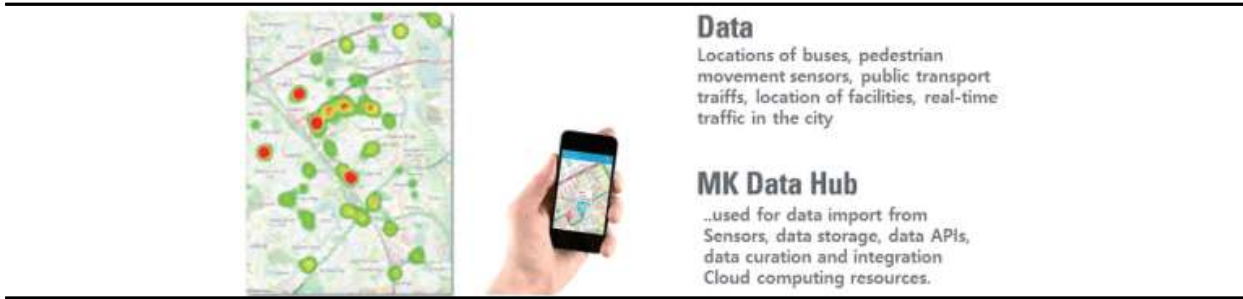 Data
Locations of buses, pedestrian
movement sensors, public transport
traiffs, location of facilities, real-time
traffic in the city
MK Data Hub
..used for data import from
Sensors, data storage, data APIs,
data curation and integration
Cloud computing resources.